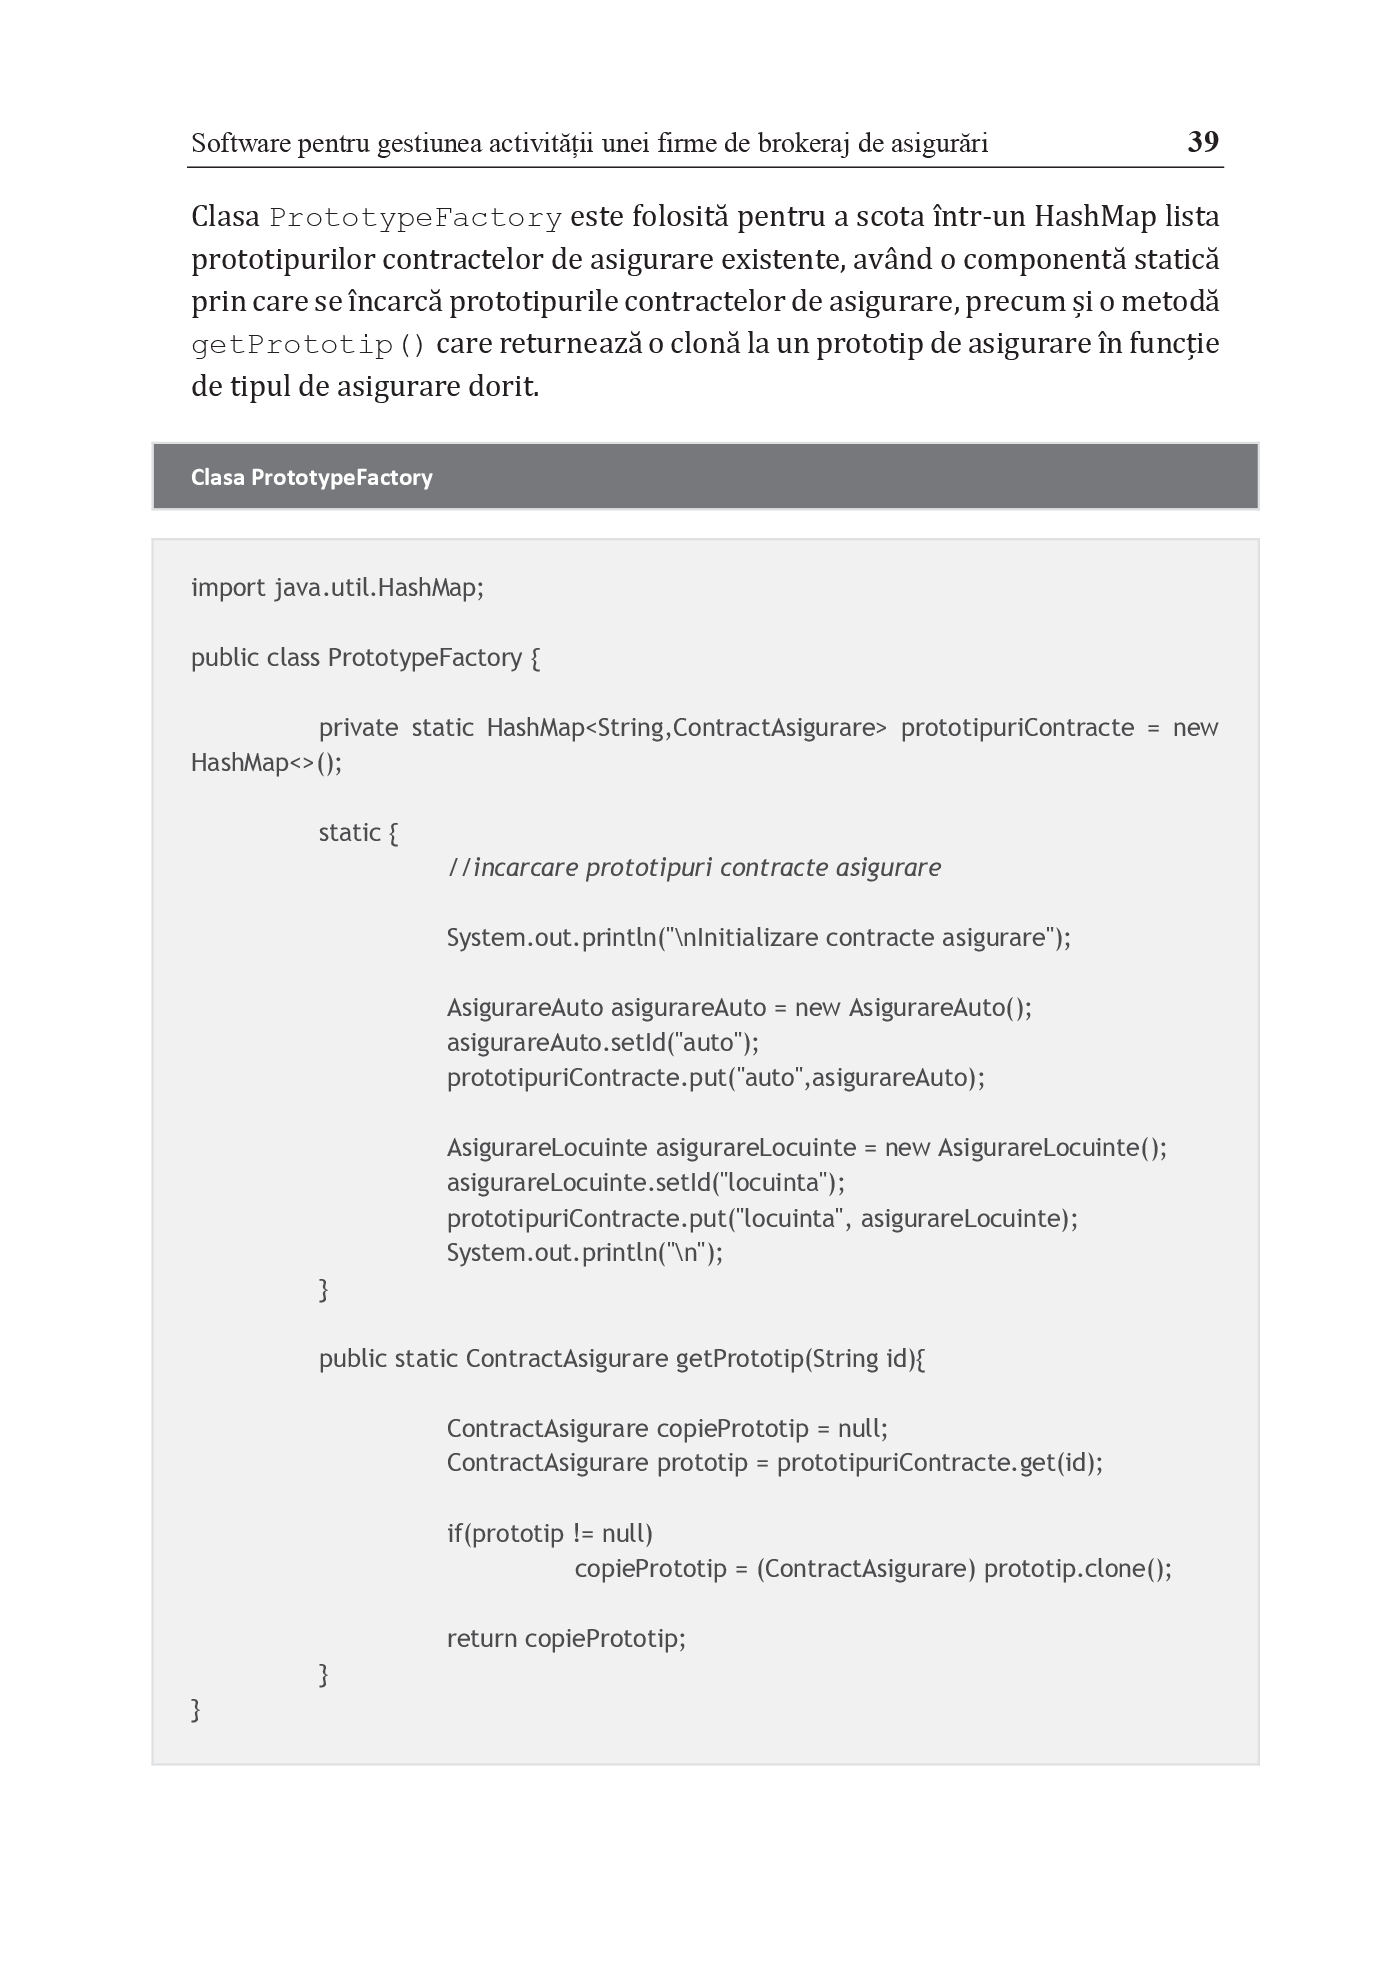 Software pentru gestiunea activității unei firme de brokeraj de asigurări 39
Clasa PrototypeFactory este folosită pentru a scota într-un HashMap lista
prototipurilor contractelor de asigurare existente, având o componentă statică
prin care se încarcă prototipurile contractelor de asigurare, precum și o metodă
getPrototip() care returnează o clonă la un prototip de asigurare în funcție
de tipul de asigurare dorit.
Clasa PrototypeFactory
import java.util.HashMap;
public class PrototypeFactory {
private static HashMap<String,ContractAsigurare> prototipuriContracte = new
HashMap<>();
static {
//incarcare prototipuri contracte asigurare
System.out.println("\nInitializare contracte asigurare");
AsigurareAuto asigurareAuto = new AsigurareAuto();
asigurareAuto.setId("auto");
prototipuriContracte.put("auto",asigurareAuto);
AsigurareLocuinte asigurareLocuinte = new AsigurareLocuinte();
asigurareLocuinte.setId("locuinta");
prototipuriContracte.put("locuinta", asigurareLocuinte);
System.out.println("\n");
}
public static ContractAsigurare getPrototip(String id){
ContractAsigurare copiePrototip = null;
ContractAsigurare prototip = prototipuriContracte.get(id);
if(prototip != null)
copiePrototip = (ContractAsigurare) prototip.clone();
return copiePrototip;
}
}